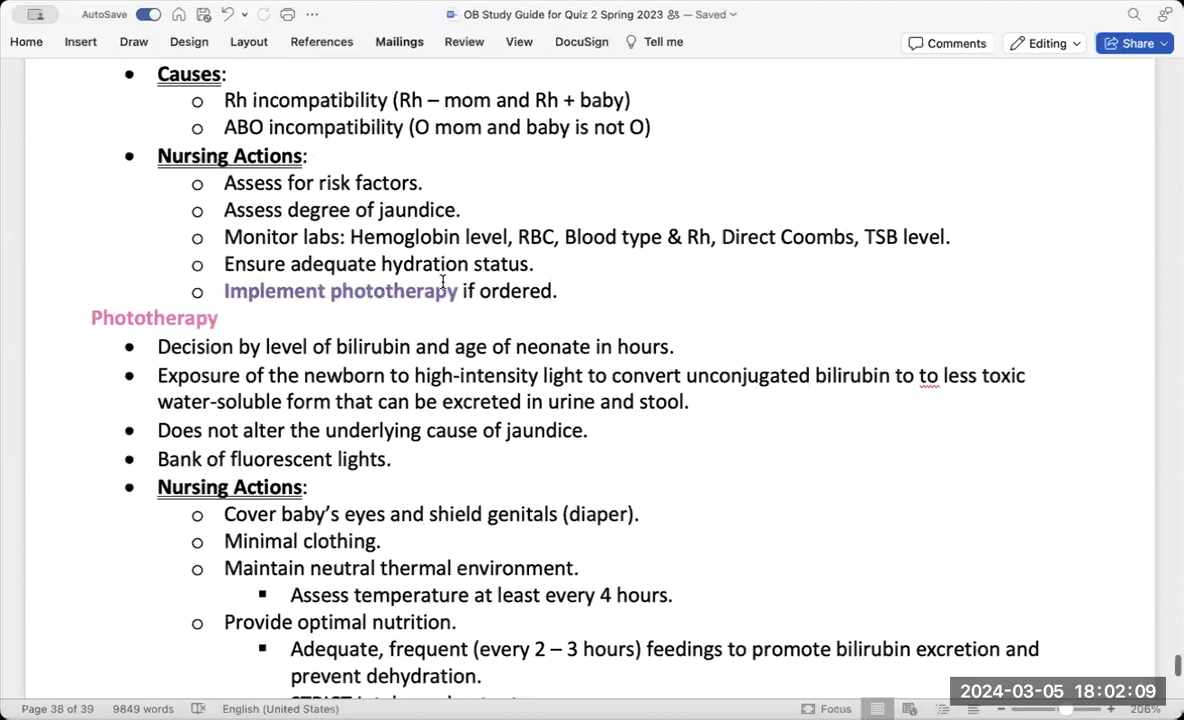 AutoSave
OB Study Guide for Quiz 2 Spring 2023 — Saved
Home Insert Draw Design Layout References Mailings Review View DocuSign Tell me Comments Editing Share
• Causes:
o Rh incompatibility (Rh – mom and Rh + baby)
o ABO incompatibility (O mom and baby is not O)
• Nursing Actions:
o Assess for risk factors.
o Assess degree of jaundice.
o Monitor labs: Hemoglobin level, RBC, Blood type & Rh, Direct Coombs, TSB level.
o Ensure adequate hydration status.
o Implement phototherapy if ordered.
Phototherapy
• Decision by level of bilirubin and age of neonate in hours.
• Exposure of the newborn to high-intensity light to convert unconjugated bilirubin to to less toxic
water-soluble form that can be excreted in urine and stool.
• Does not alter the underlying cause of jaundice.
• Bank of fluorescent lights.
• Nursing Actions:
o Cover baby’s eyes and shield genitals (diaper).
o Minimal clothing.
o Maintain neutral thermal environment.
▪ Assess temperature at least every 4 hours.
o Provide optimal nutrition.
▪ Adequate, frequent (every 2 – 3 hours) feedings to promote bilirubin excretion and
prevent dehydration.
2024-03-05 18:02:09
Page 38 of 39 9849 words English (United States) Focus 206%